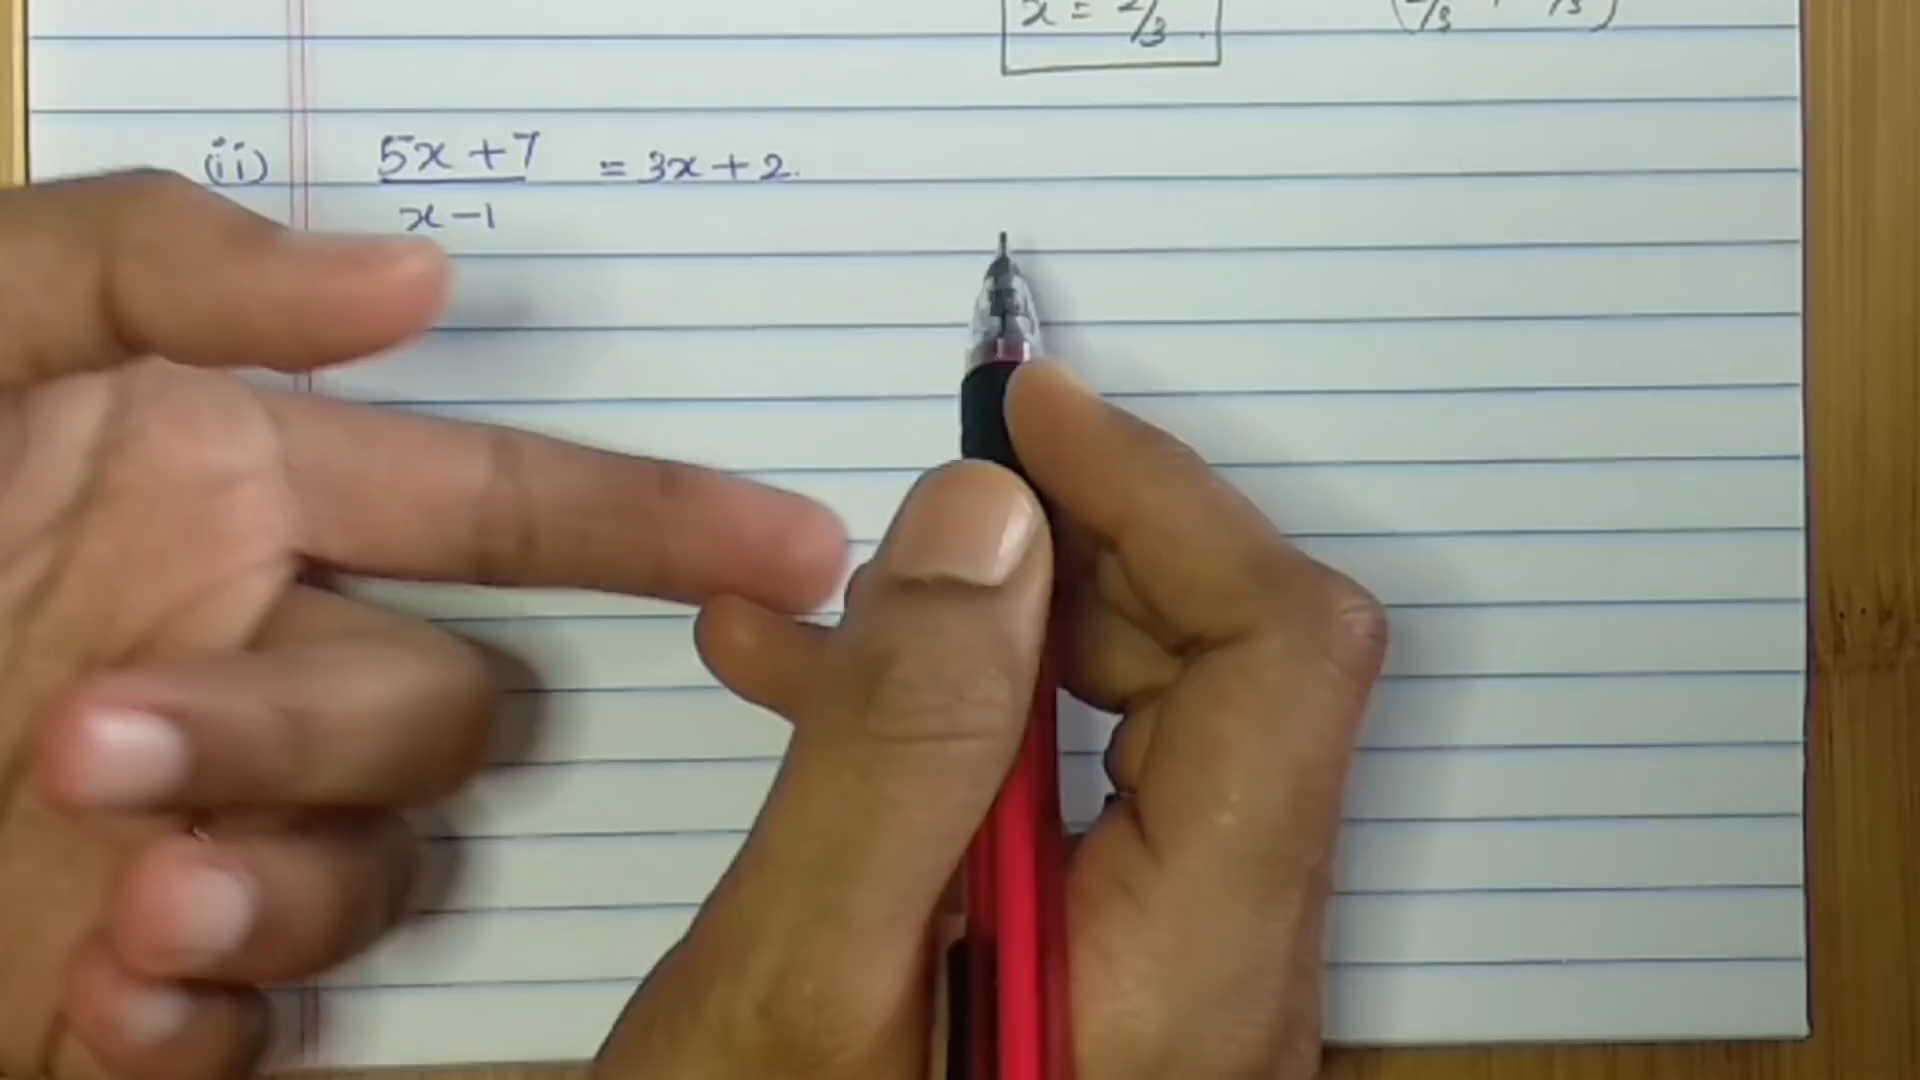 x = 2/3 .
(ii) 5x + 7 = 3x + 2.
x - 1